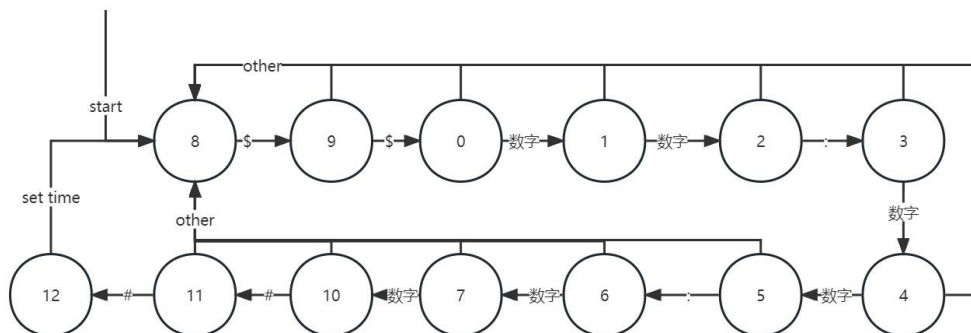 other
start
8 $ 9 $ 0 数字 1 数字 2 : 3
set time
other
数字
12 # 11 # 10 数字 7 数字 6 : 5 数字 4